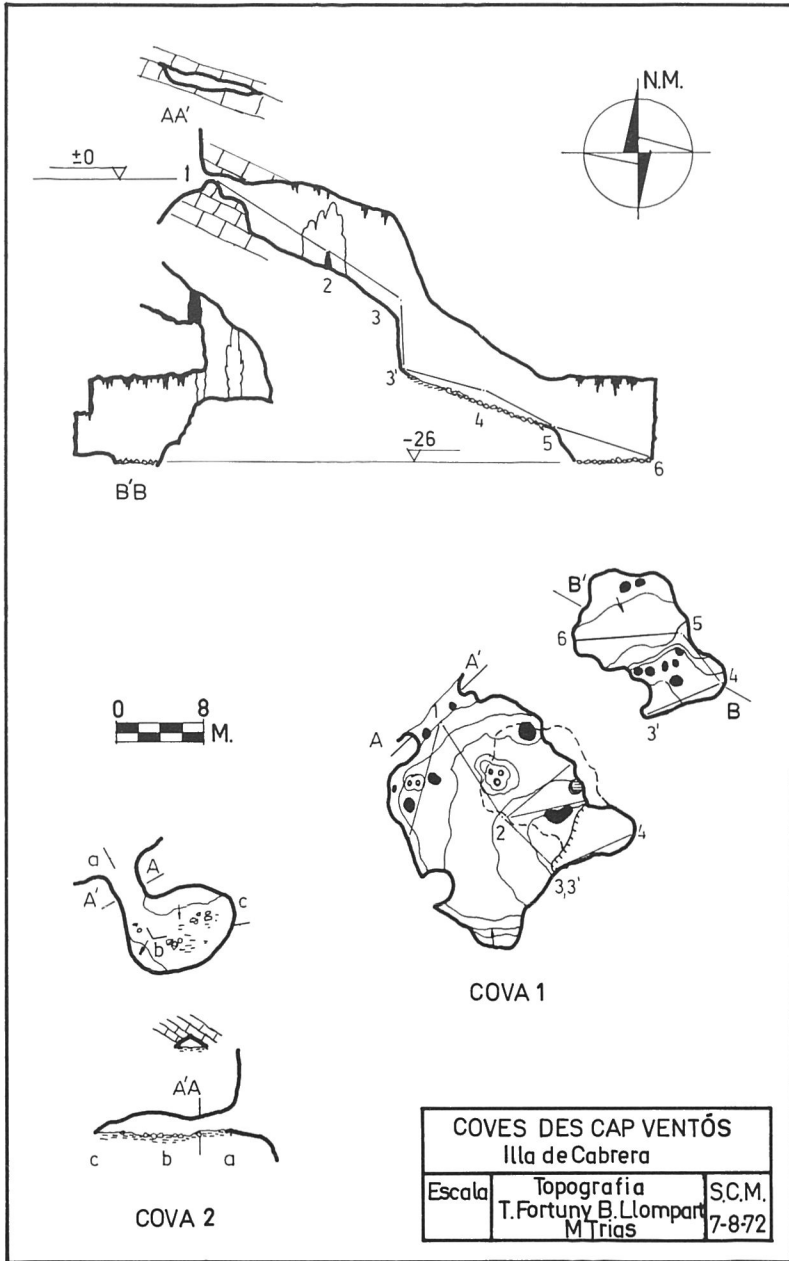 N.M.
AA'
±0
1
2
3
3'
4
5
6
-26
B'B
B'
6
5
4
B
3'
A'
1
A
2
4
3,3'
COVA 1
0 8
M.
a
A
A'
c
b
A'A
c b a
COVA 2
COVES DES CAP VENTÓS
Illa de Cabrera
Escala
Topografia
T.Fortuny B.Llompart
M Trias
S.C.M.
7-8-72